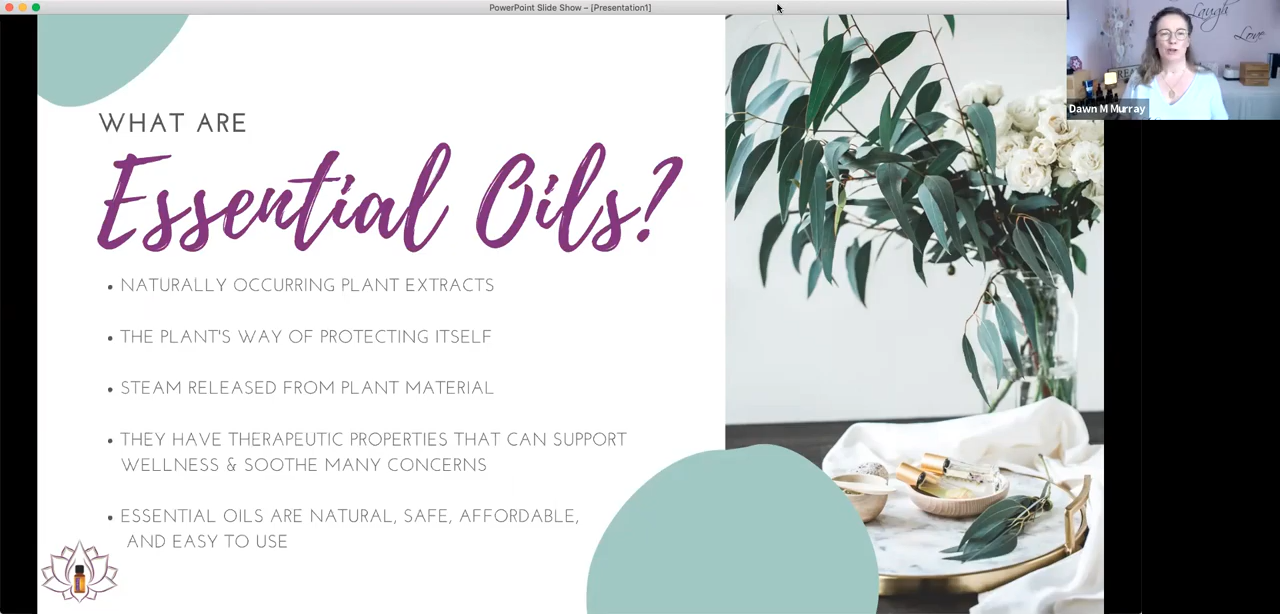 PowerPoint Slide Show – [Presentation1]
Laugh
Love
Dawn M Murray
WHAT ARE
Essential Oils?
• NATURALLY OCCURRING PLANT EXTRACTS
• THE PLANT'S WAY OF PROTECTING ITSELF
• STEAM RELEASED FROM PLANT MATERIAL
• THEY HAVE THERAPEUTIC PROPERTIES THAT CAN SUPPORT
WELLNESS & SOOTHE MANY CONCERNS
• ESSENTIAL OILS ARE NATURAL, SAFE, AFFORDABLE,
AND EASY TO USE